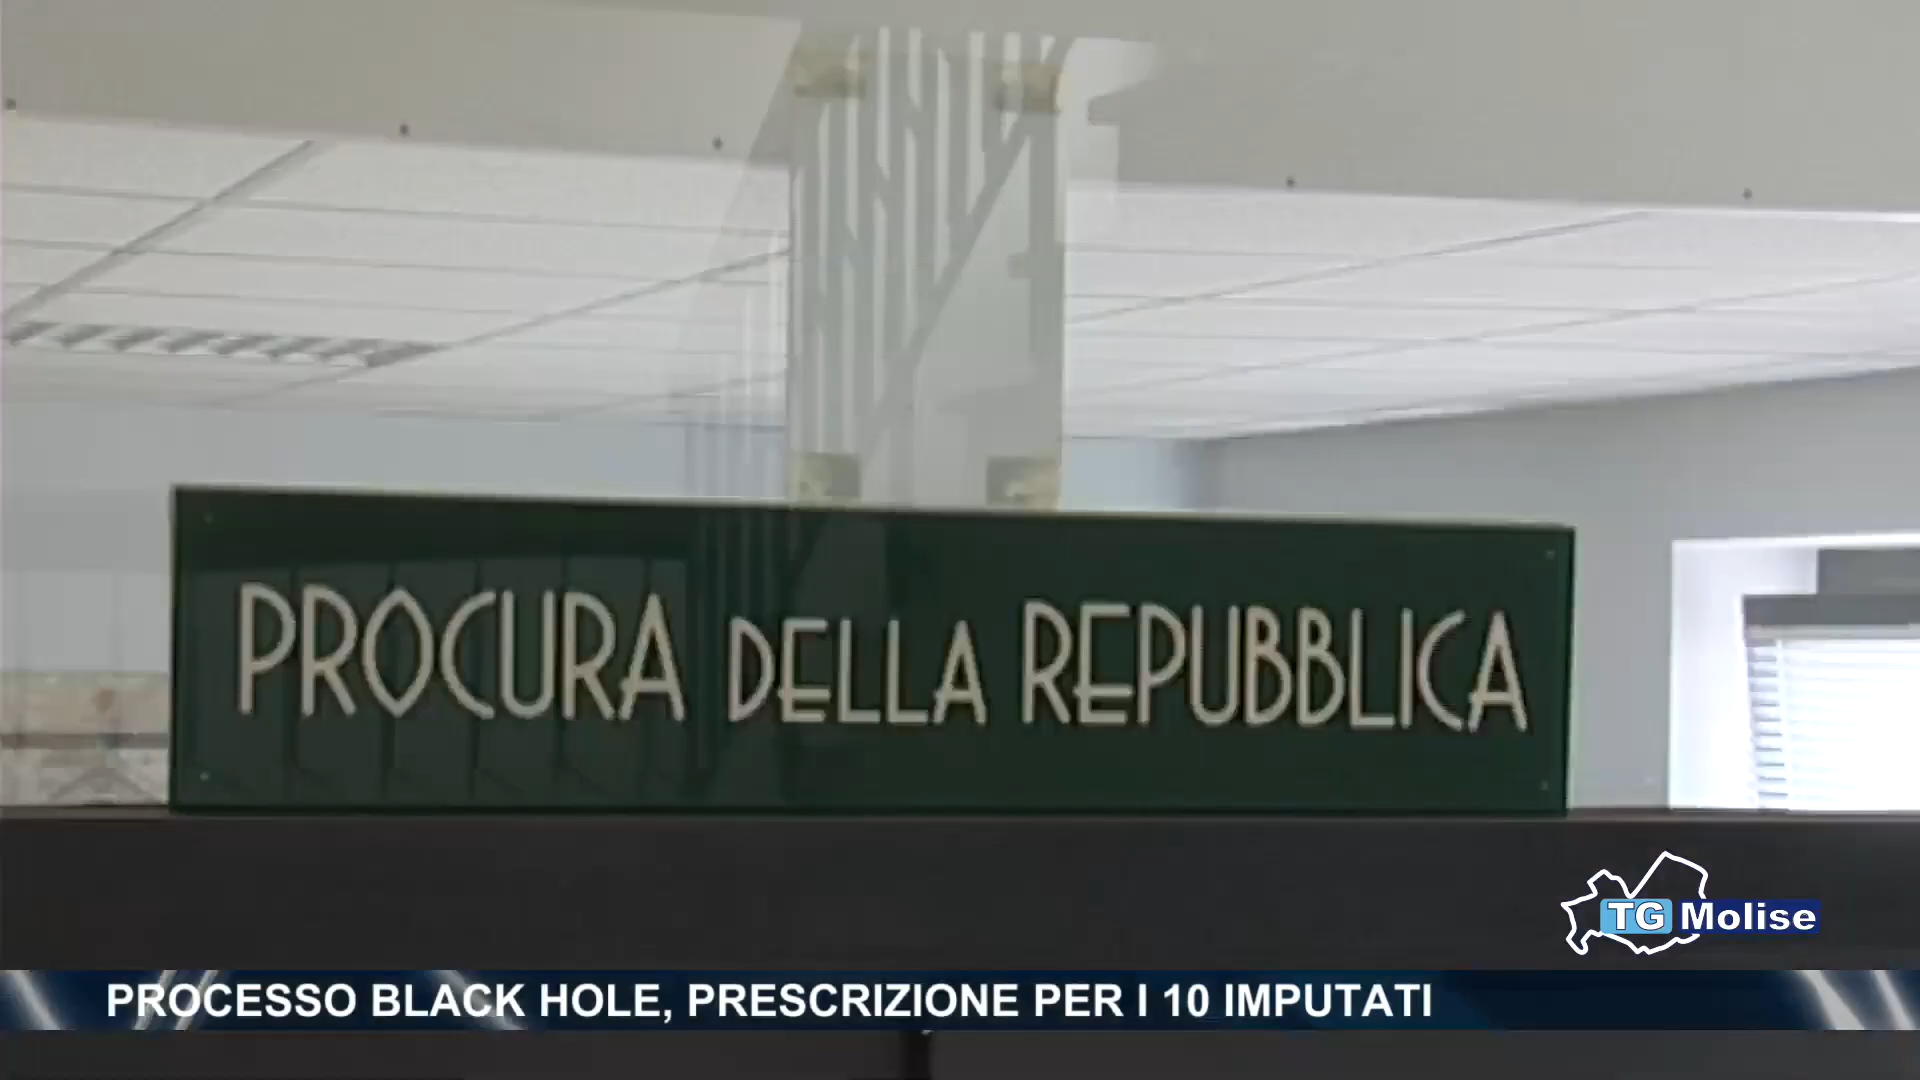 PROCURA DELLA REPUBBLICA
TG Molise
PROCESSO BLACK HOLE, PRESCRIZIONE PER I 10 IMPUTATI